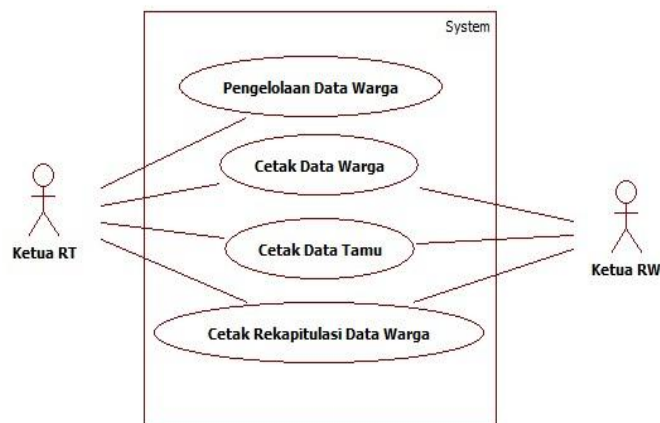 System
Pengelolaan Data Warga
Cetak Data Warga
Ketua RT
Cetak Data Tamu
Ketua RW
Cetak Rekapitulasi Data Warga